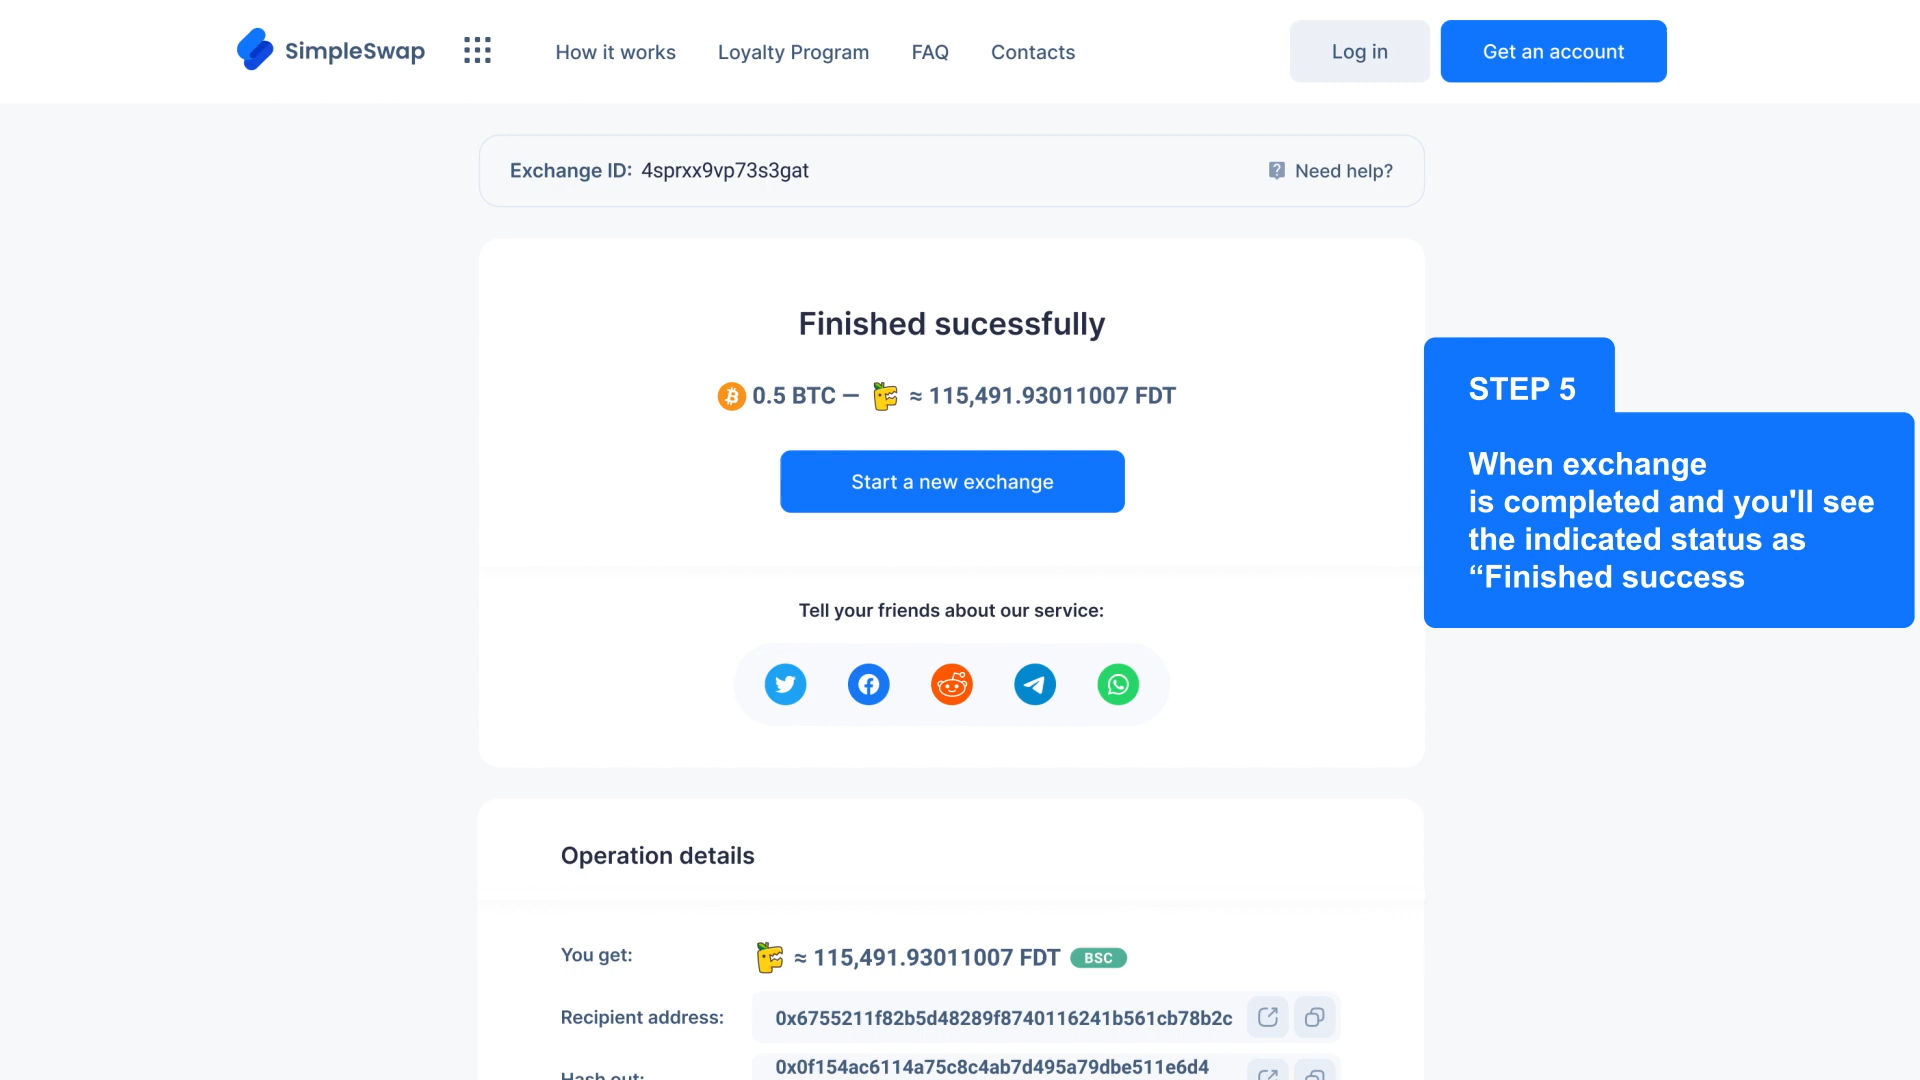 SimpleSwap
How it works
Loyalty Program
FAQ
Contacts
Log in
Get an account
Exchange ID: 4sprxx9vp73s3gat
Need help?
Finished sucessfully
0.5 BTC — ≈ 115,491.93011007 FDT
Start a new exchange
STEP 5
When exchange
is completed and you'll see
the indicated status as
“Finished success
Tell your friends about our service:
Operation details
You get: ≈ 115,491.93011007 FDT BSC
Recipient address: 0x6755211f82b5d48289f8740116241b561cb78b2c
Hash out: 0x0f154ac6114a75c8c4ab7d495a79dbe511e6d4